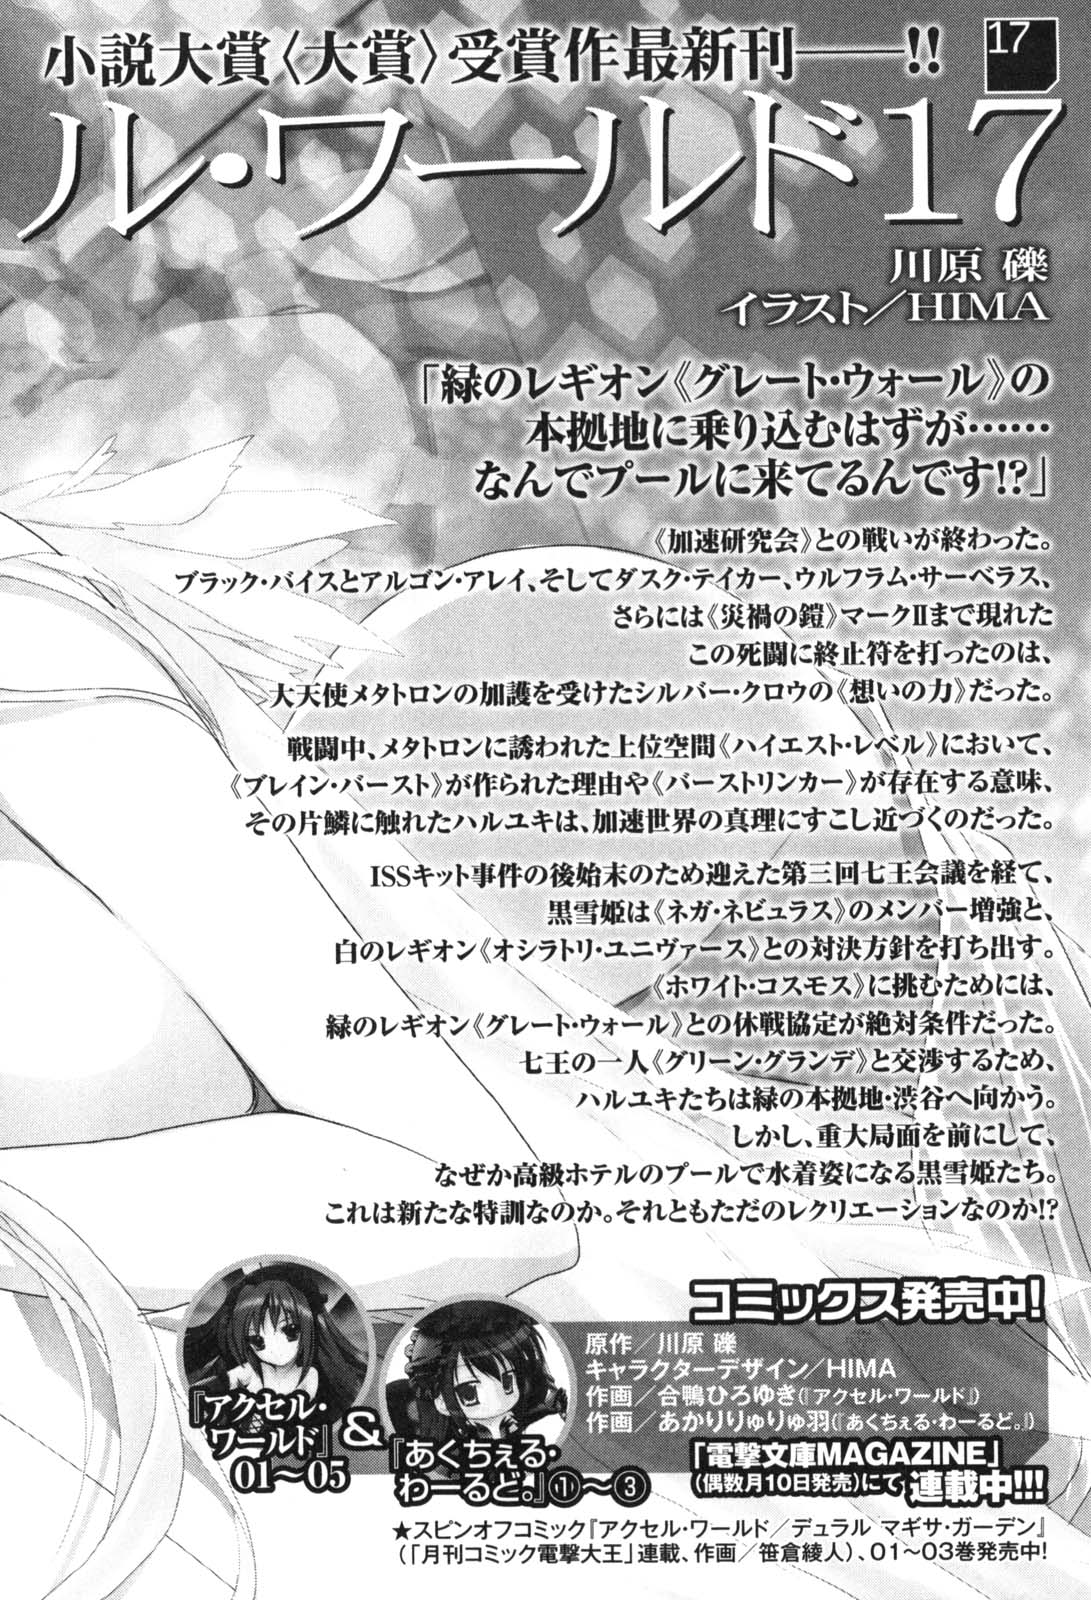 小説大賞〈大賞〉受賞作最新刊――!!
17
ル・ワールド17
川原 礫
イラスト／HIMA
「緑のレギオン《グレート・ウォール》の
本拠地に乗り込むはずが……
なんでプールに来てるんです!?」
《加速研究会》との戦いが終わった。
ブラック・バイスとアルゴン・アレイ、そしてダスク・テイカー、ウルフラム・サーベラス、
さらには《災禍の鎧》マークⅡまで現れた
この死闘に終止符を打ったのは、
大天使メタトロンの加護を受けたシルバー・クロウの《想いの力》だった。
戦闘中、メタトロンに誘われた上位空間《ハイエスト・レベル》において、
《ブレイン・バースト》が作られた理由や《バーストリンカー》が存在する意味、
その片鱗に触れたハルユキは、加速世界の真理にすこし近づくのだった。
ISSキット事件の後始末のため迎えた第三回七王会議を経て、
黒雪姫は《ネガ・ネビュラス》のメンバー増強と、
白のレギオン《オシラトリ・ユニヴァース》との対決方針を打ち出す。
《ホワイト・コスモス》に挑むためには、
緑のレギオン《グレート・ウォール》との休戦協定が絶対条件だった。
七王の一人《グリーン・グランデ》と交渉するため、
ハルユキたちは緑の本拠地・渋谷へ向かう。
しかし、重大局面を前にして、
なぜか高級ホテルのプールで水着姿になる黒雪姫たち。
これは新たな特訓なのか。それともただのレクリエーションなのか!?
コミックス発売中!
原作／川原 礫
キャラクターデザイン／HIMA
作画／合鴨ひろゆき(『アクセル・ワールド』)
作画／あかりりゅりゅ羽(『あくちぇる・わーるど。』)
『アクセル・
ワールド』
01～05
&
『あくちぇる・
わーるど。』①～③
「電撃文庫MAGAZINE」
(偶数月10日発売)にて 連載中!!!
★スピンオフコミック『アクセル・ワールド／デュラル マギサ・ガーデン』
(「月刊コミック電撃大王」連載、作画／笹倉綾人)、01～03巻発売中!